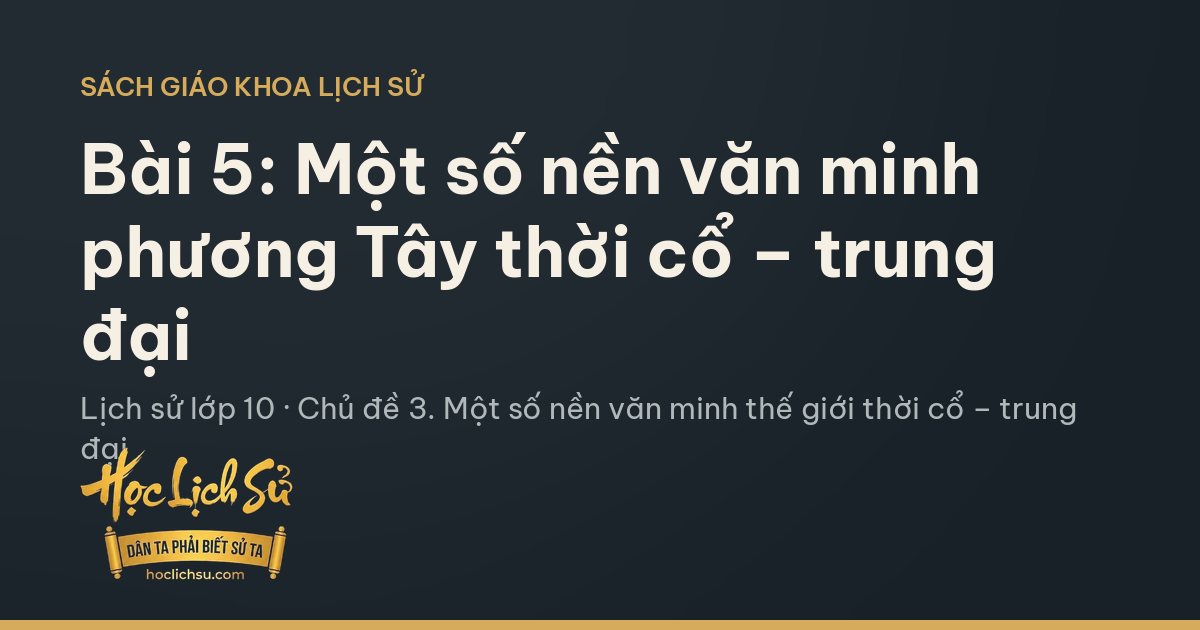 SÁCH GIÁO KHOA LỊCH SỬ
Bài 5: Một số nền văn minh
phương Tây thời cổ – trung
đại
Lịch sử lớp 10 · Chủ đề 3. Một số nền văn minh thế giới thời cổ – trung
đại
Học Lịch Sử
DÂN TA PHẢI BIẾT SỬ TA
hoclichsu.com